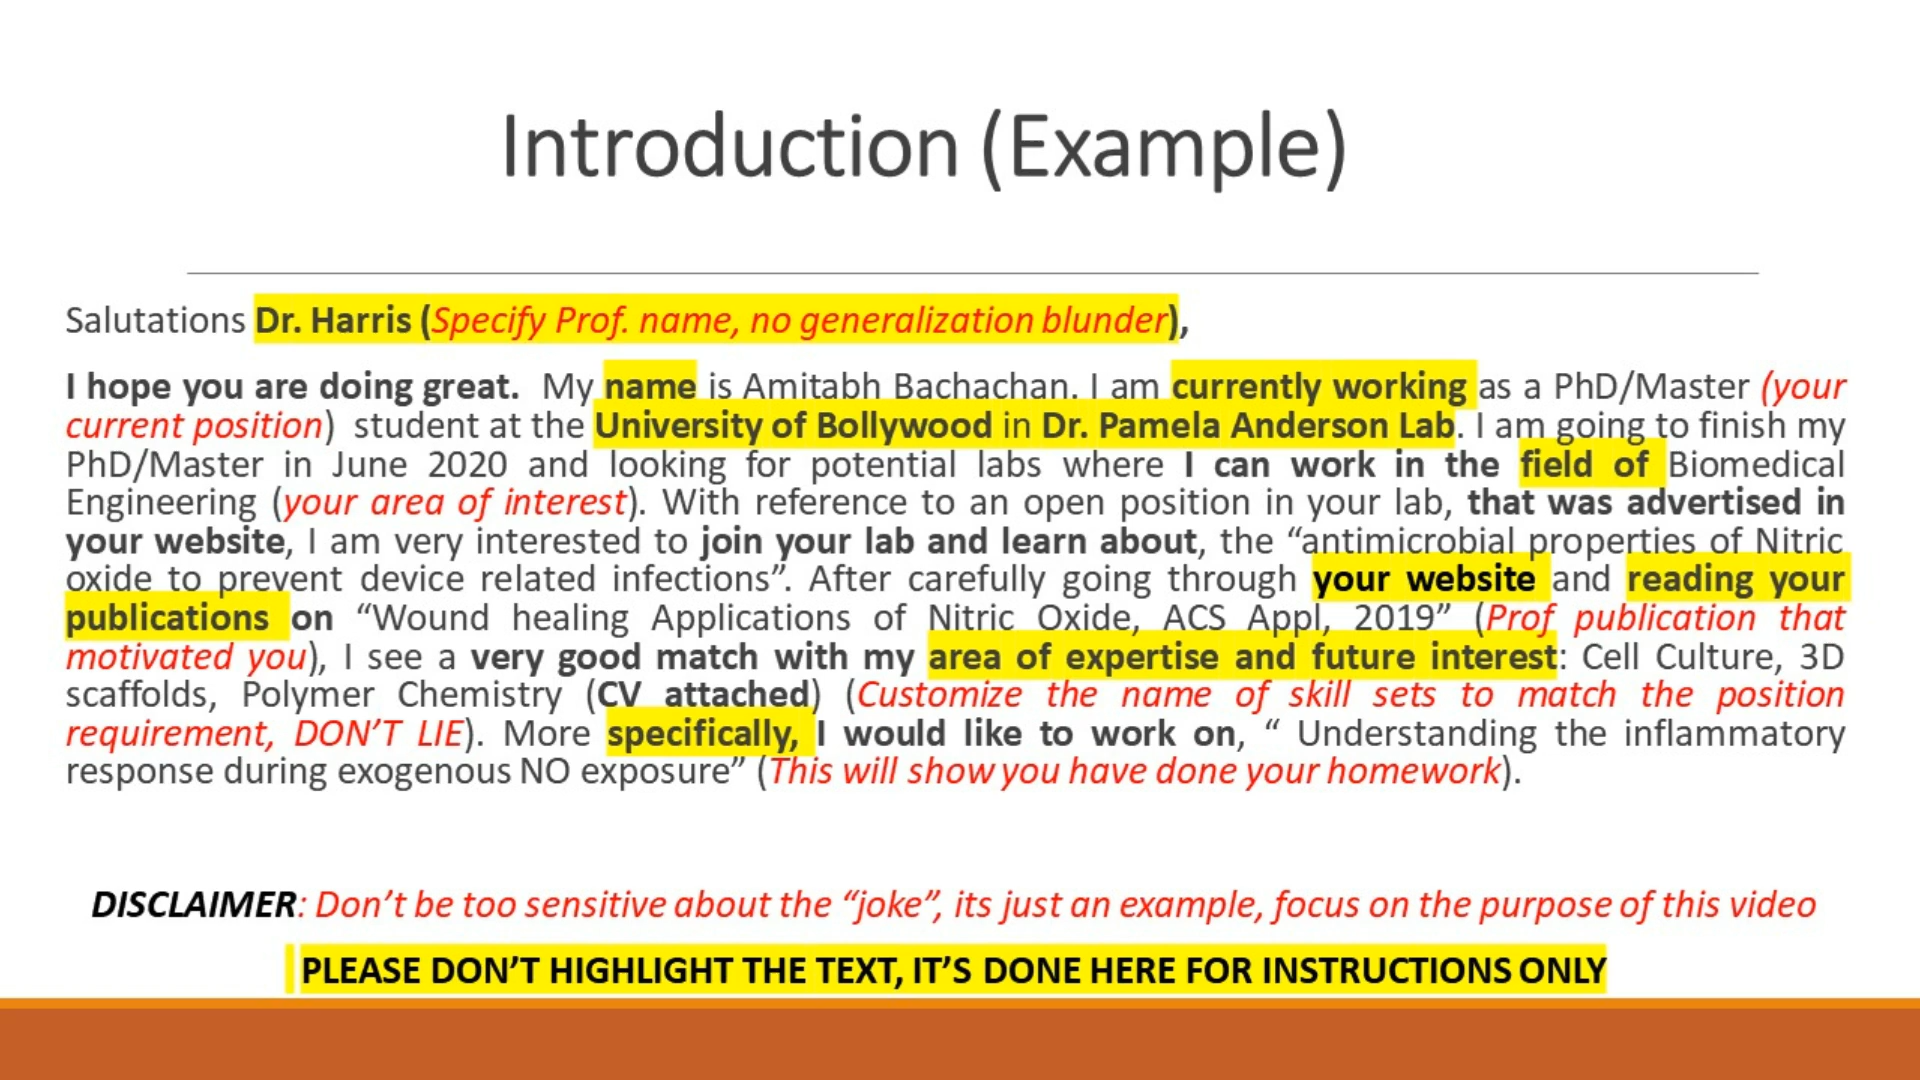 Introduction (Example)
Salutations Dr. Harris (Specify Prof. name, no generalization blunder),
I hope you are doing great. My name is Amitabh Bachachan. I am currently working as a PhD/Master (your
current position) student at the University of Bollywood in Dr. Pamela Anderson Lab. I am going to finish my
PhD/Master in June 2020 and looking for potential labs where I can work in the field of Biomedical
Engineering (your area of interest). With reference to an open position in your lab, that was advertised in
your website, I am very interested to join your lab and learn about, the “antimicrobial properties of Nitric
oxide to prevent device related infections”. After carefully going through your website and reading your
publications on “Wound healing Applications of Nitric Oxide, ACS Appl, 2019” (Prof publication that
motivated you), I see a very good match with my area of expertise and future interest: Cell Culture, 3D
scaffolds, Polymer Chemistry (CV attached) (Customize the name of skill sets to match the position
requirement, DON’T LIE). More specifically, I would like to work on, “ Understanding the inflammatory
response during exogenous NO exposure” (This will show you have done your homework).
DISCLAIMER: Don’t be too sensitive about the “joke”, its just an example, focus on the purpose of this video
PLEASE DON’T HIGHLIGHT THE TEXT, IT’S DONE HERE FOR INSTRUCTIONS ONLY